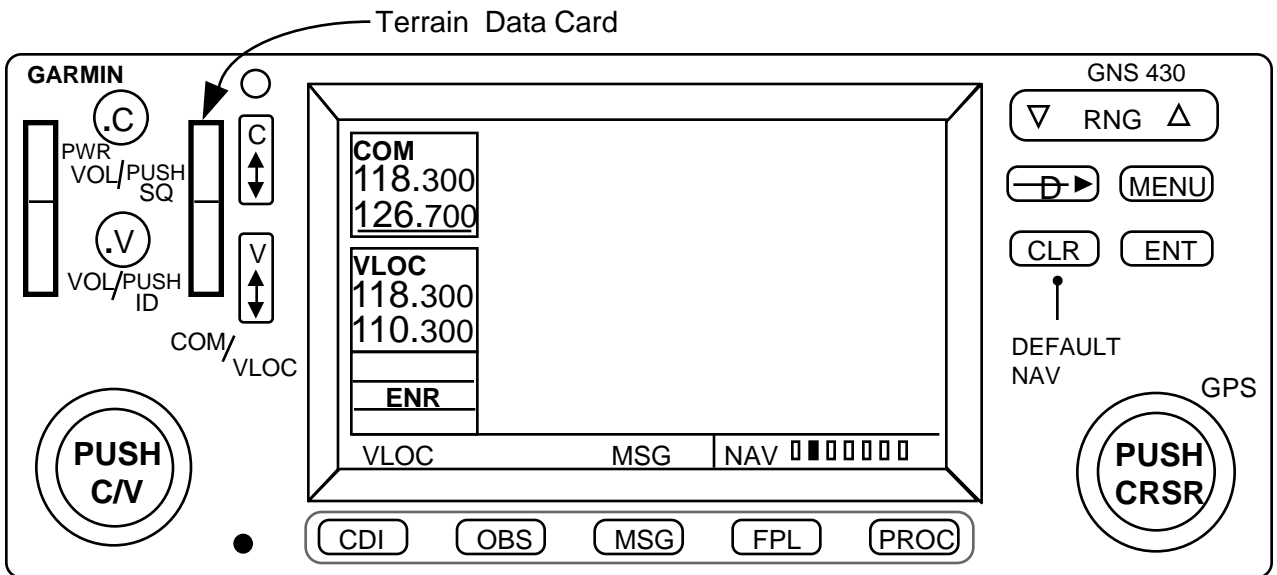 Terrain Data Card
GARMIN
GNS 430
.C
PWR
VOL/PUSH
SQ
C
.V
VOL/PUSH
ID
V
COM/
VLOC
COM
118.300
126.700
VLOC
118.300
110.300
ENR
VLOC MSG NAV
RNG
D MENU
CLR ENT
DEFAULT
NAV
GPS
PUSH
C/V
PUSH
CRSR
CDI OBS MSG FPL PROC